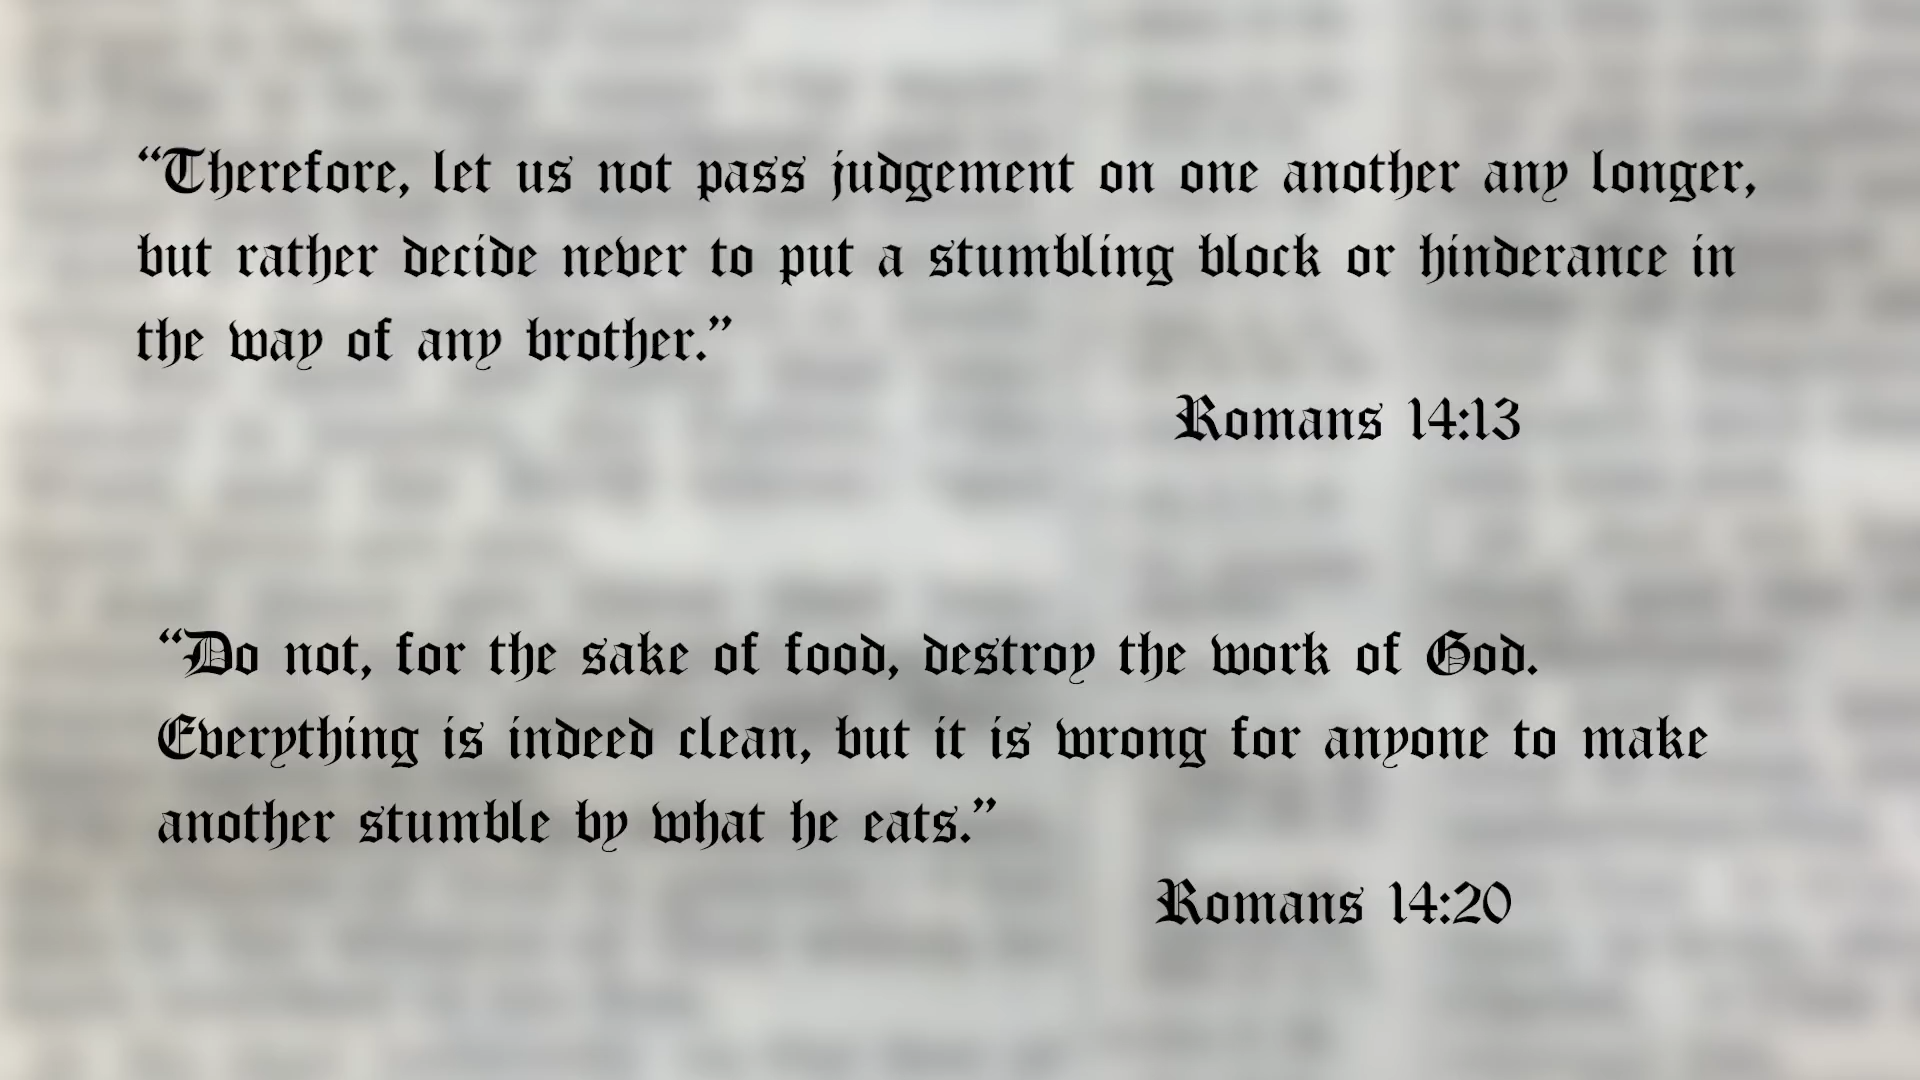 “Therefore, let us not pass judgement on one another any longer,
but rather decide never to put a stumbling block or hinderance in
the way of any brother.”
Romans 14:13
“Do not, for the sake of food, destroy the work of God.
Everything is indeed clean, but it is wrong for anyone to make
another stumble by what he eats.”
Romans 14:20